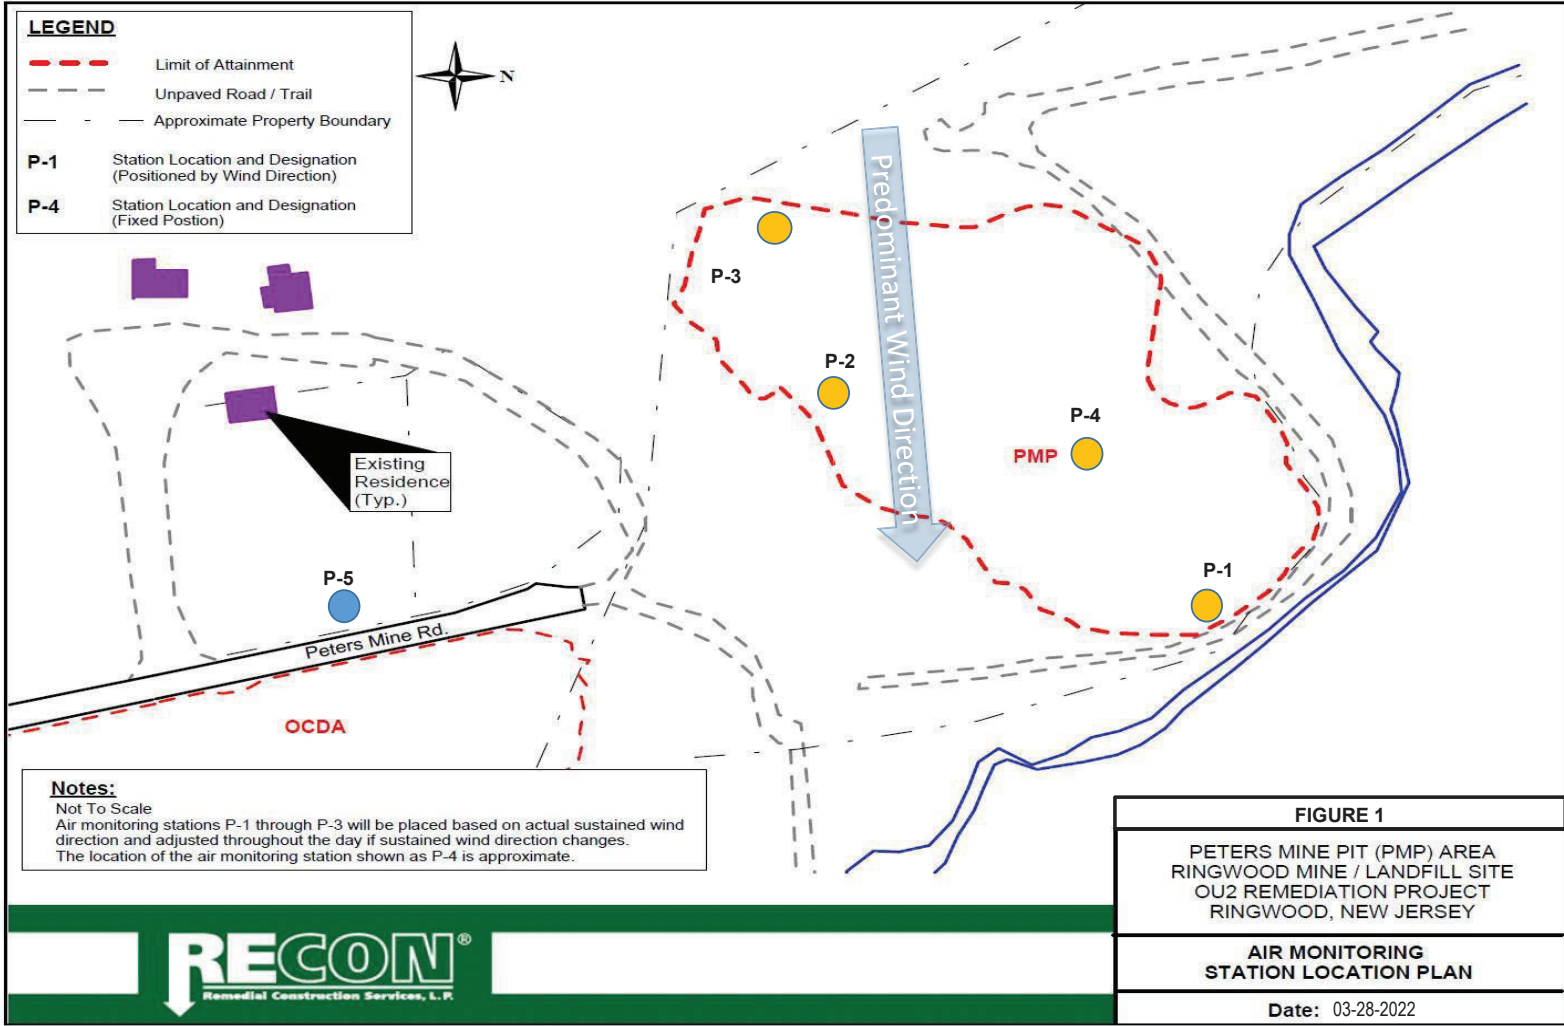 LEGEND
Limit of Attainment
Unpaved Road / Trail
Approximate Property Boundary
P-1 Station Location and Designation
(Positioned by Wind Direction)
P-4 Station Location and Designation
(Fixed Postion)
N
Predominant Wind Direction
P-3
P-2
P-4
PMP
P-1
Existing
Residence
(Typ.)
P-5
Peters Mine Rd.
OCDA
Notes:
Not To Scale
Air monitoring stations P-1 through P-3 will be placed based on actual sustained wind
direction and adjusted throughout the day if sustained wind direction changes.
The location of the air monitoring station shown as P-4 is approximate.
RECON®
Remedial Construction Services, L.P.
FIGURE 1
PETERS MINE PIT (PMP) AREA
RINGWOOD MINE / LANDFILL SITE
OU2 REMEDIATION PROJECT
RINGWOOD, NEW JERSEY
AIR MONITORING
STATION LOCATION PLAN
Date: 03-28-2022